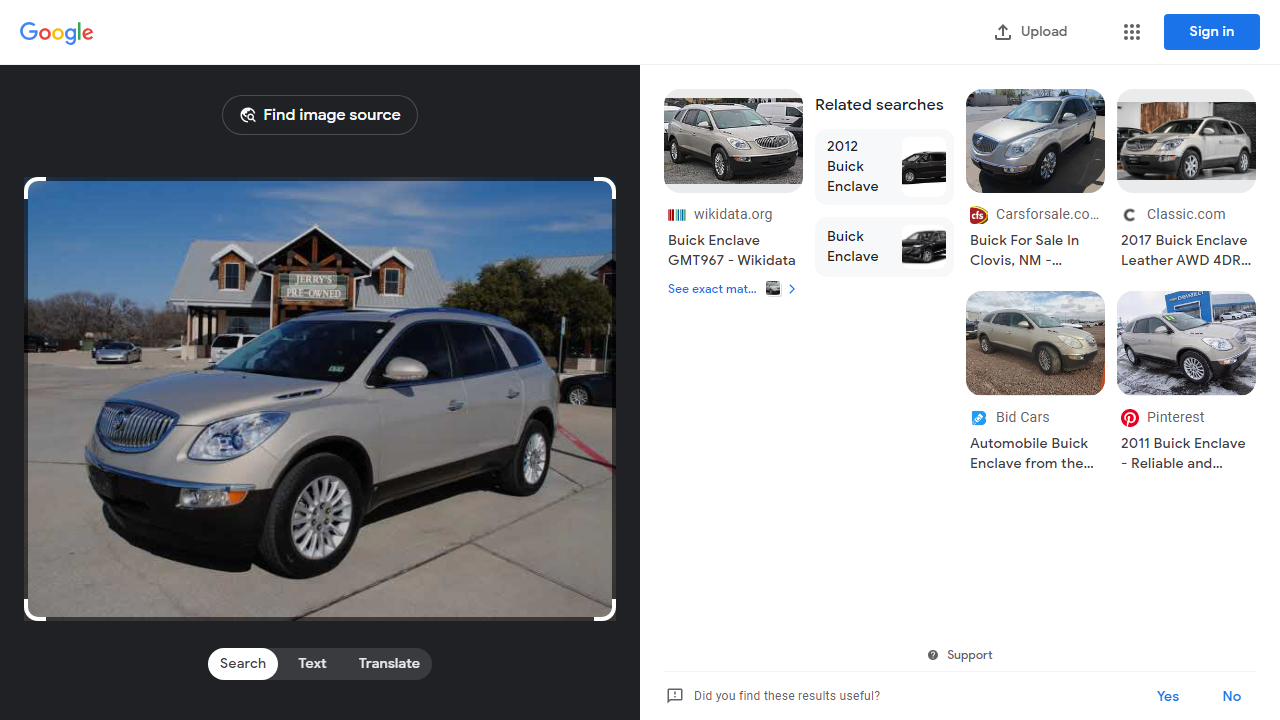 Google
Upload
Sign in
Find image source
JERRY'S
PRE-OWNED
Search
Text
Translate
wikidata.org
Buick Enclave
GMT967 - Wikidata
See exact mat...
Related searches
2012
Buick
Enclave
Buick
Enclave
cfs
Carsforsale.co...
Buick For Sale In
Clovis, NM -...
Classic.com
2017 Buick Enclave
Leather AWD 4DR...
Bid Cars
Automobile Buick
Enclave from the...
Pinterest
2011 Buick Enclave
- Reliable and...
Support
Did you find these results useful?
Yes
No